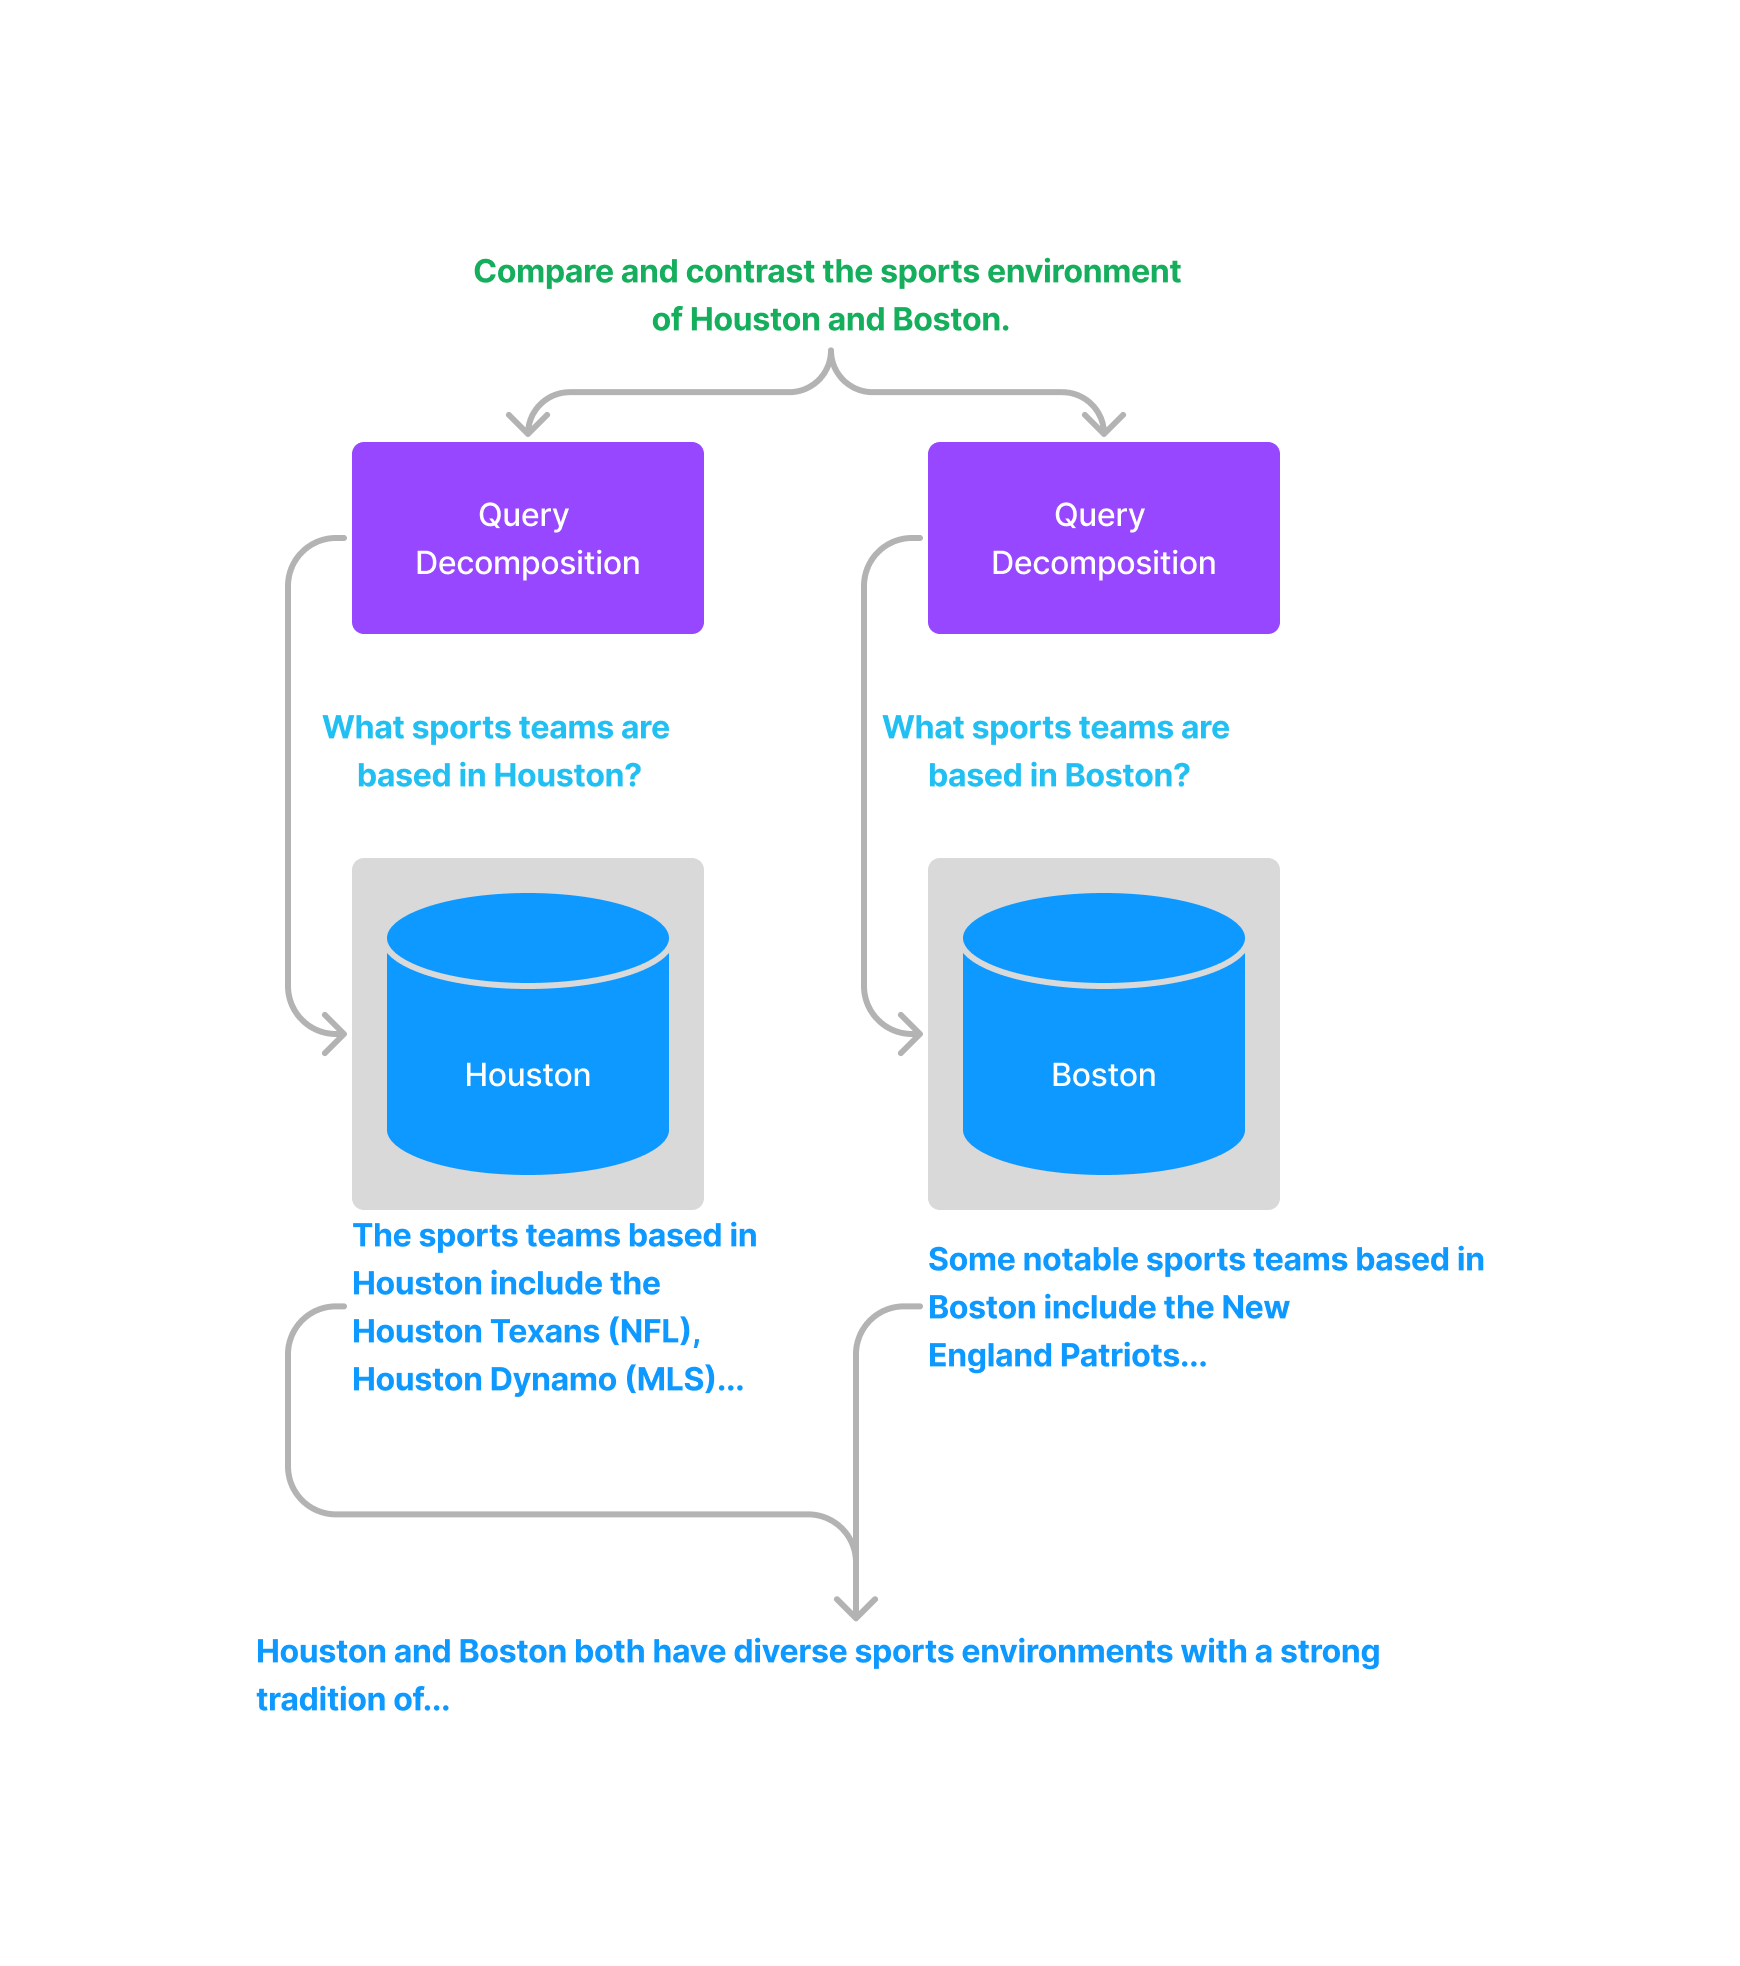 Compare and contrast the sports environment
of Houston and Boston.
Query
Decomposition
Query
Decomposition
What sports teams are
based in Houston?
What sports teams are
based in Boston?
Houston
Boston
The sports teams based in
Houston include the
Houston Texans (NFL),
Houston Dynamo (MLS)...
Some notable sports teams based in
Boston include the New
England Patriots...
Houston and Boston both have diverse sports environments with a strong
tradition of...